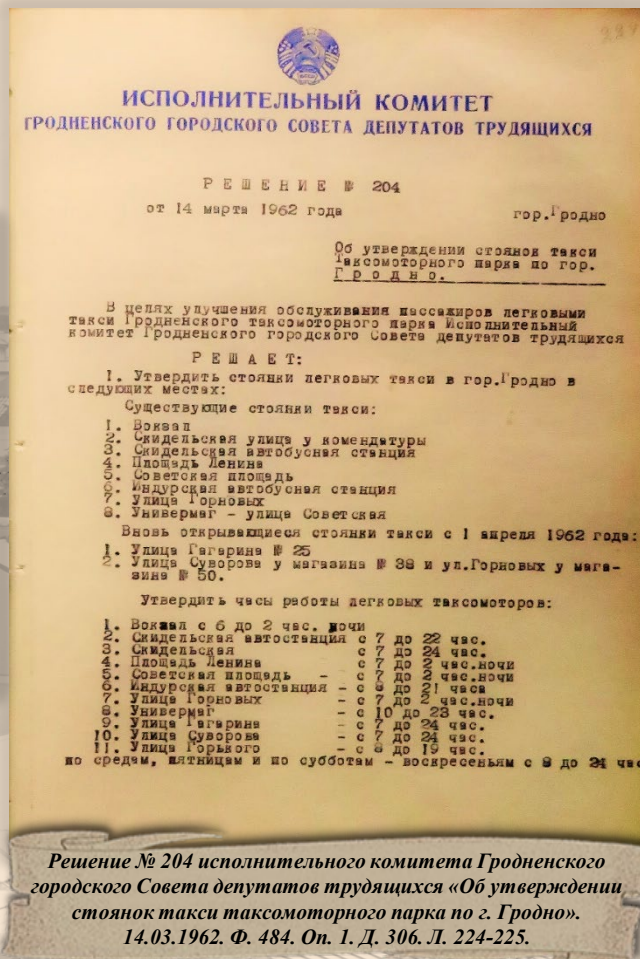 ИСПОЛНИТЕЛЬНЫЙ КОМИТЕТ
ГРОДНЕНСКОГО ГОРОДСКОГО СОВЕТА ДЕПУТАТОВ ТРУДЯЩИХСЯ
РЕШЕНИЕ № 204
от 14 марта 1962 года гор.Гродно
Об утверждении стоянок такси
Таксомоторного парка по гор.
Гродно.
В целях улучшения обслуживания пассажиров легковыми
такси Гродненского таксомоторного парка Исполнительный
комитет Гродненского городского Совета депутатов трудящихся
РЕШАЕТ:
1. Утвердить стоянки легковых такси в гор.Гродно в
следующих местах:
Существующие стоянки такси:
1. Вокзал
2. Скидельская улица у комендатуры
3. Скидельская автобусная станция
4. Площадь Ленина
5. Советская площадь
6. Индурская автобусная станция
7. Улица Горновых
8. Универмаг - улица Советская
Вновь открывающиеся стоянки такси с 1 апреля 1962 года:
1. Улица Гагарина № 25
2. Улица Суворова у магазина № 38 и ул.Горновых у мага-
зина № 50.
Утвердить часы работы легковых таксомоторов:
1. Вокзал с 6 до 2 час. ночи
2. Скидельская автостанция с 7 до 22 час.
3. Скидельская с 7 до 24 час.
4. Площадь Ленина с 7 до 2 час.ночи
5. Советская площадь - с 7 до 2 час.ночи
6. Индурская автостанция - с 8 до 21 часа
7. Улица Горновых - с 7 до 2 час.ночи
8. Универмаг - с 10 до 23 час.
9. Улица Гагарина - с 7 до 24 час.
10. Улица Суворова - с 7 до 24 час.
11. Улица Горького - с 8 до 19 час.
по средам, пятницам и по субботам - воскресеньям с 8 до 24 час
Решение № 204 исполнительного комитета Гродненского
городского Совета депутатов трудящихся «Об утверждении
стоянок такси таксомоторного парка по г. Гродно».
14.03.1962. Ф. 484. Оп. 1. Д. 306. Л. 224-225.